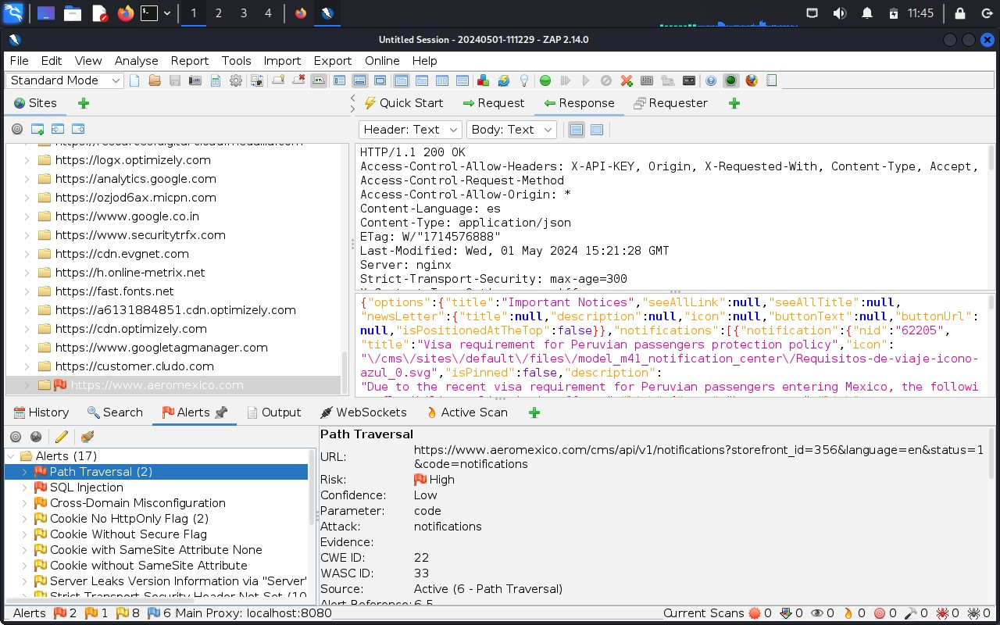 1 2 3 4 11:45
Untitled Session - 20240501-111229 - ZAP 2.14.0
File Edit View Analyse Report Tools Import Export Online Help
Standard Mode
Sites
Quick Start Request Response Requester
Header: Text Body: Text
https://logx.optimizely.com
https://analytics.google.com
https://ozjod6ax.micpn.com
https://www.google.co.in
https://www.securitytrfx.com
https://cdn.evgnet.com
https://h.online-metrix.net
https://fast.fonts.net
https://a6131884851.cdn.optimizely.com
https://cdn.optimizely.com
https://www.googletagmanager.com
https://customer.cludo.com
https://www.aeromexico.com
HTTP/1.1 200 OK
Access-Control-Allow-Headers: X-API-KEY, Origin, X-Requested-With, Content-Type, Accept,
Access-Control-Request-Method
Access-Control-Allow-Origin: *
Content-Language: es
Content-Type: application/json
ETag: W/"1714576888"
Last-Modified: Wed, 01 May 2024 15:21:28 GMT
Server: nginx
Strict-Transport-Security: max-age=300
{"options":{"title":"Important Notices","seeAllLink":null,"seeAllTitle":null,
"newsLetter":{"title":null,"description":null,"icon":null,"buttonText":null,"buttonUrl":
null,"isPositionedAtTheTop":false}},"notifications":[{"notification":{"nid":"62205",
"title":"Visa requirement for Peruvian passengers protection policy","icon":
"\/cms\/sites\/default\/files\/model_m41_notification_center\/Requisitos-de-viaje-icono-
azul_0.svg","isPinned":false,"description":
"Due to the recent visa requirement for Peruvian passengers entering Mexico, the followi
History Search Alerts Output WebSockets Active Scan
Alerts (17)
Path Traversal (2)
SQL Injection
Cross-Domain Misconfiguration
Cookie No HttpOnly Flag (2)
Cookie Without Secure Flag
Cookie with SameSite Attribute None
Cookie without SameSite Attribute
Server Leaks Version Information via "Server"
Strict-Transport-Security Header Not Set (10
Path Traversal
URL: https://www.aeromexico.com/cms/api/v1/notifications?storefront_id=356&language=en&status=1
&code=notifications
Risk: High
Confidence: Low
Parameter: code
Attack: notifications
Evidence:
CWE ID: 22
WASC ID: 33
Source: Active (6 - Path Traversal)
Alert Reference: 6-5
Alerts 2 1 8 6 Main Proxy: localhost:8080 Current Scans 0 0 0 0 0 0 0 0